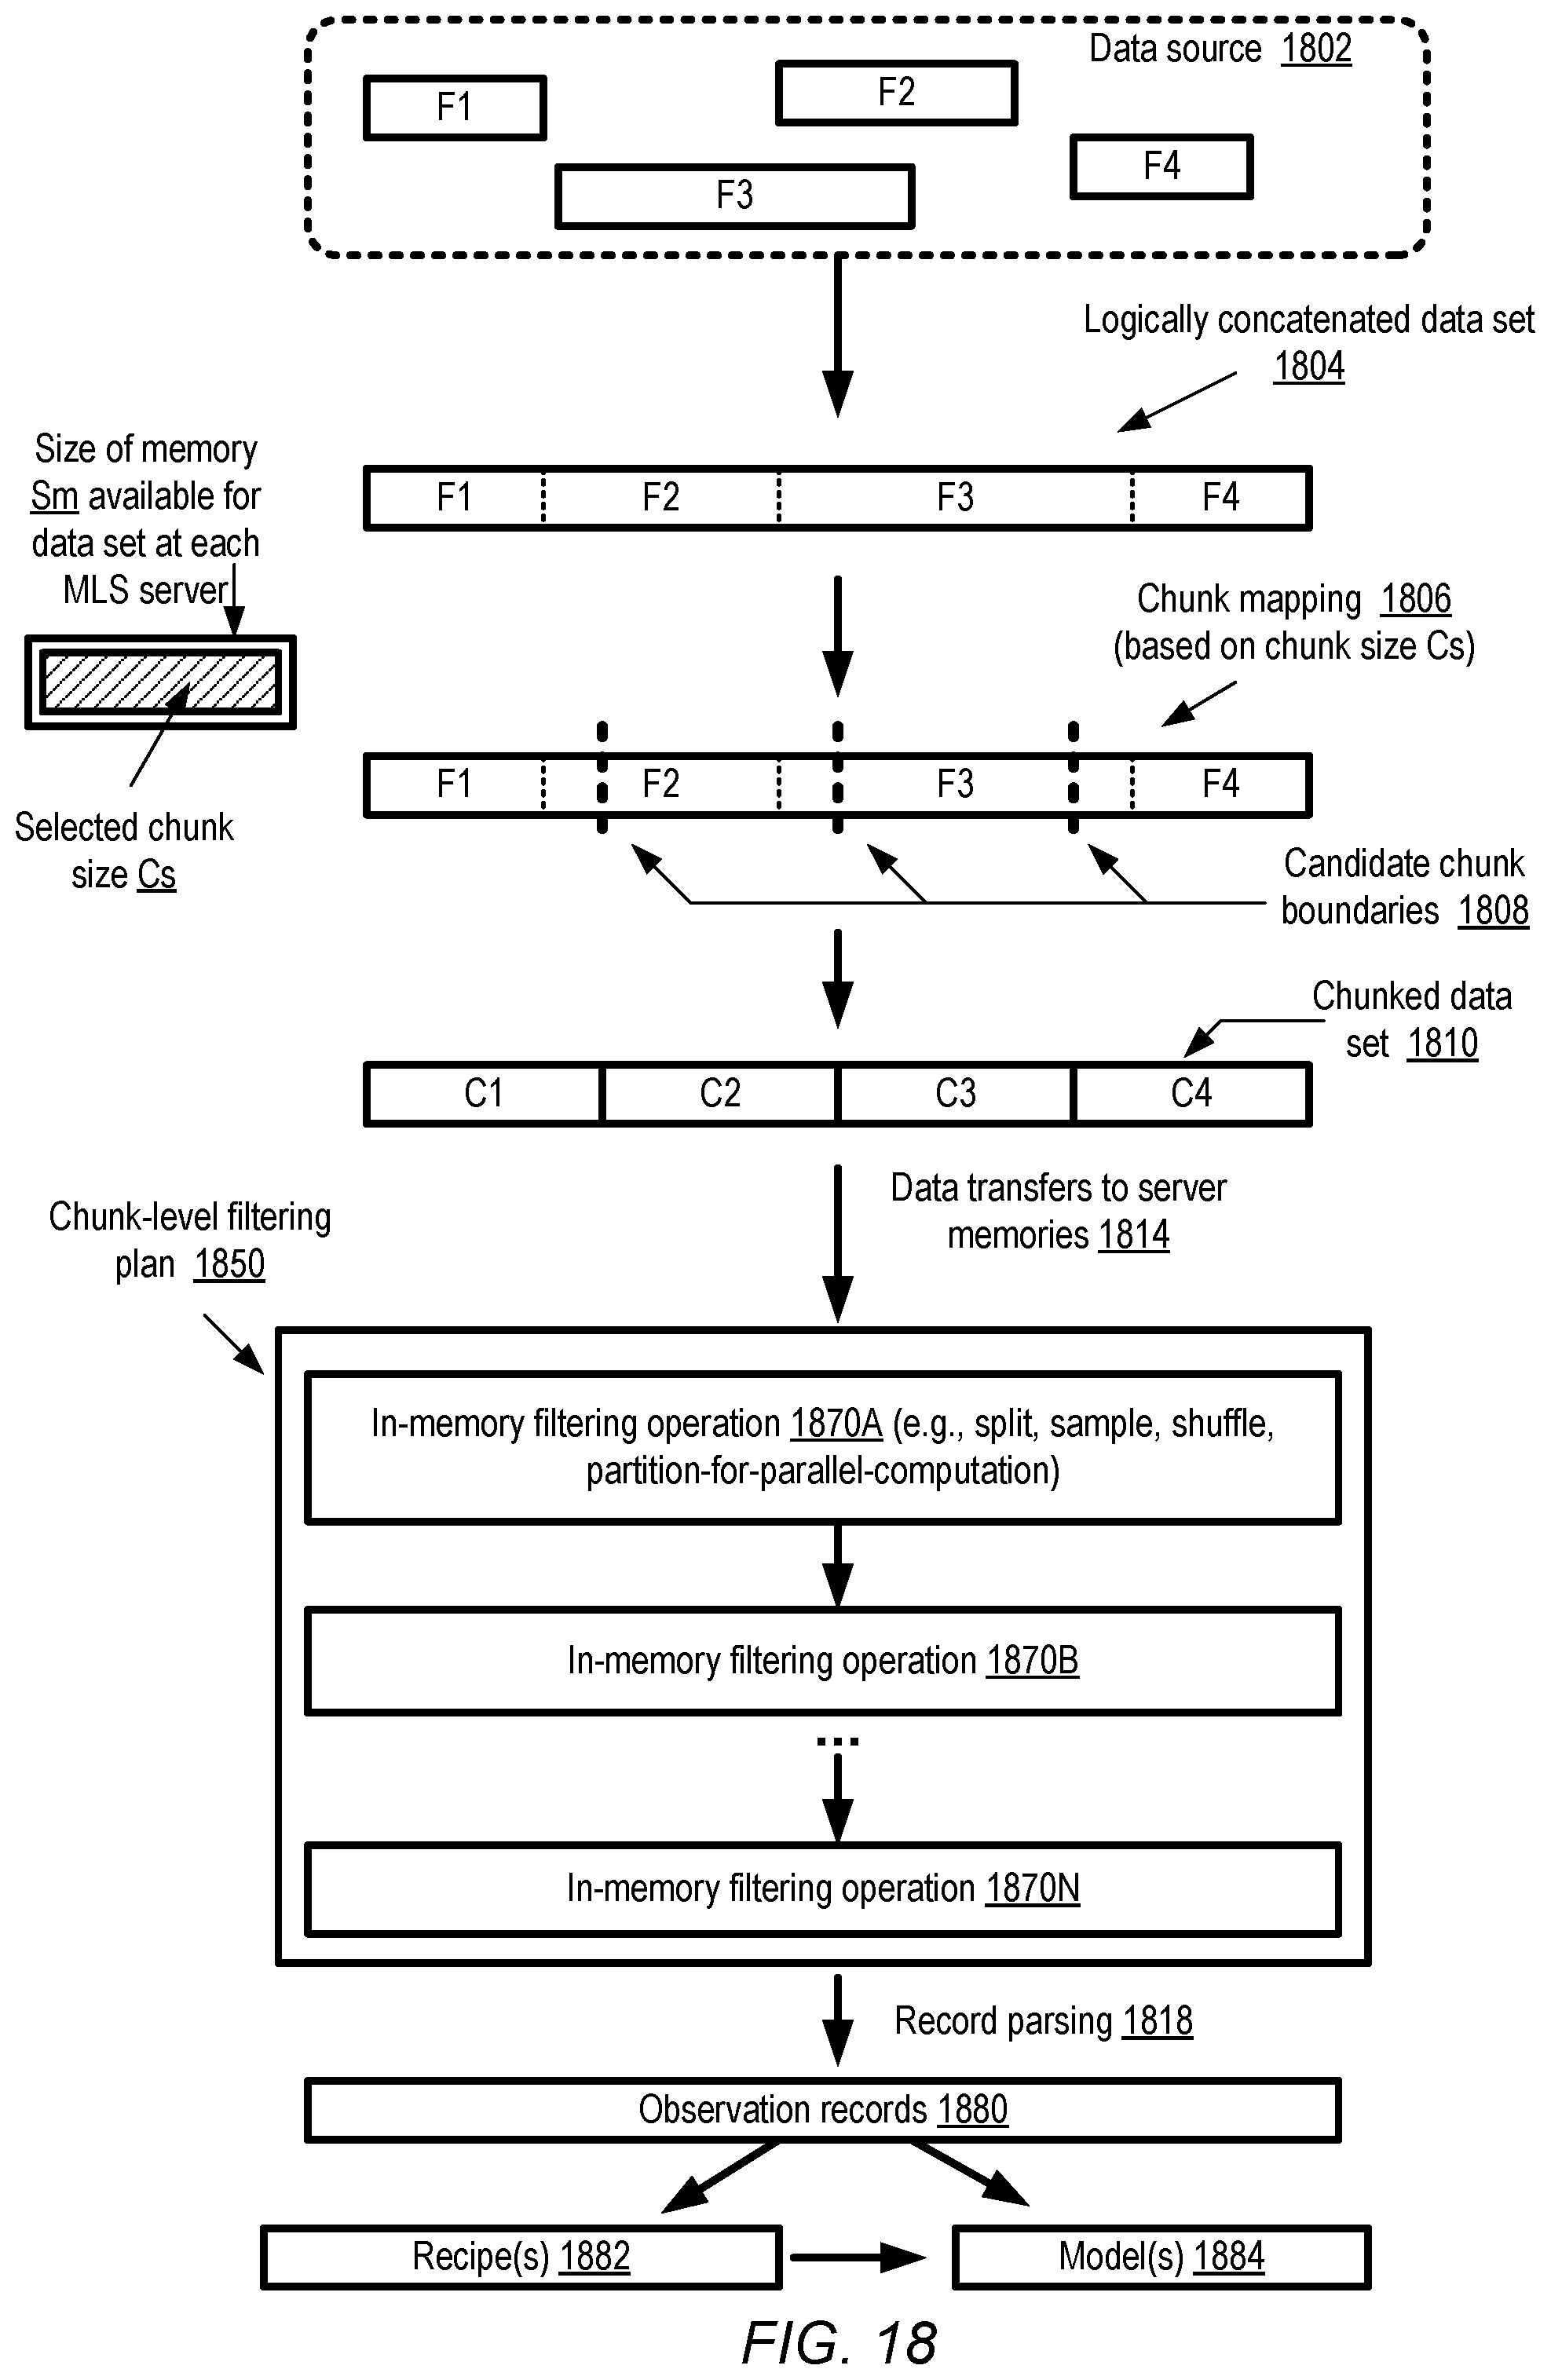 Data source 1802
F1
F2
F3
F4
Logically concatenated data set
1804
Size of memory
Sm available for
data set at each
MLS server
F1 F2 F3 F4
Chunk mapping 1806
(based on chunk size Cs)
F1 F2 F3 F4
Selected chunk
size Cs
Candidate chunk
boundaries 1808
Chunked data
set 1810
C1 C2 C3 C4
Data transfers to server
memories 1814
Chunk-level filtering
plan 1850
In-memory filtering operation 1870A (e.g., split, sample, shuffle,
partition-for-parallel-computation)
In-memory filtering operation 1870B
...
In-memory filtering operation 1870N
Record parsing 1818
Observation records 1880
Recipe(s) 1882
Model(s) 1884
FIG. 18